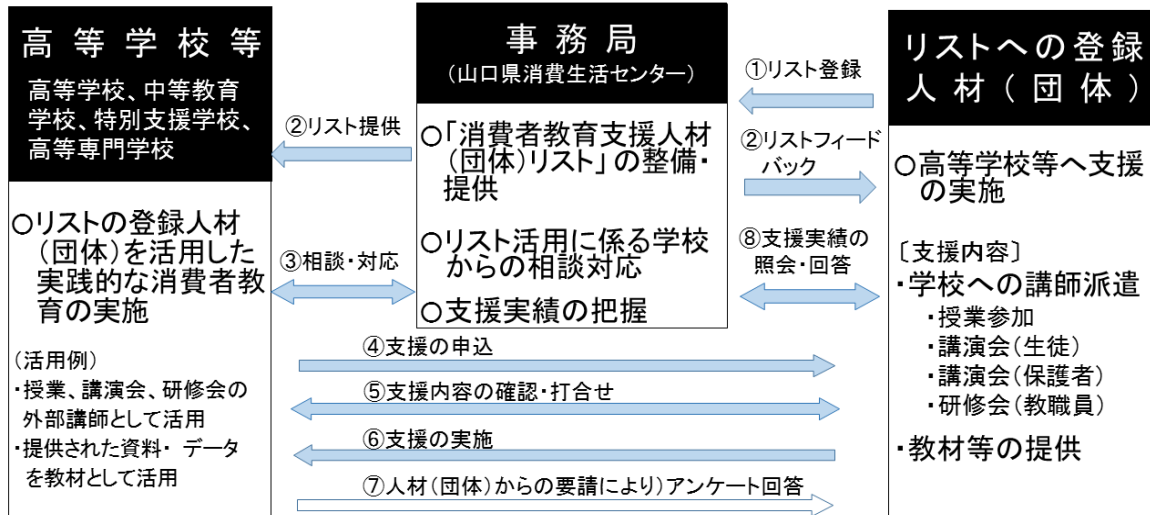 高等学校等
高等学校、中等教育
学校、特別支援学校、
高等専門学校
○リストの登録人材
(団体)を活用した
実践的な消費者教
育の実施
(活用例)
・授業、講演会、研修会の
外部講師として活用
・提供された資料・ データ
を教材として活用
②リスト提供
③相談・対応
事務局
(山口県消費生活センター)
○「消費者教育支援人材
(団体)リスト」の整備・
提供
○リスト活用に係る学校
からの相談対応
○支援実績の把握
①リスト登録
②リストフィード
バック
⑧支援実績の
照会・回答
リストへの登録
人材(団体)
○高等学校等へ支援
の実施
〔支援内容〕
・学校への講師派遣
・授業参加
・講演会(生徒)
・講演会(保護者)
・研修会(教職員)
・教材等の提供
④支援の申込
⑤支援内容の確認・打合せ
⑥支援の実施
⑦人材(団体)からの要請により)アンケート回答